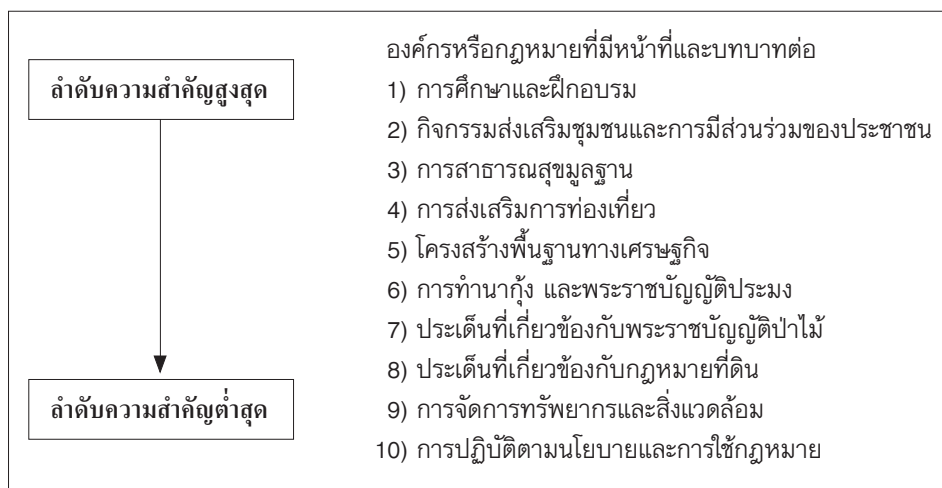 ลำดับความสำคัญสูงสุด
ลำดับความสำคัญต่ำสุด
องค์กรหรือกฎหมายที่มีหน้าที่และบทบาทต่อ
1) การศึกษาและฝึกอบรม
2) กิจกรรมส่งเสริมชุมชนและการมีส่วนร่วมของประชาชน
3) การสาธารณสุขมูลฐาน
4) การส่งเสริมการท่องเที่ยว
5) โครงสร้างพื้นฐานทางเศรษฐกิจ
6) การทำนากุ้ง และพระราชบัญญัติประมง
7) ประเด็นที่เกี่ยวข้องกับพระราชบัญญัติป่าไม้
8) ประเด็นที่เกี่ยวข้องกับกฎหมายที่ดิน
9) การจัดการทรัพยากรและสิ่งแวดล้อม
10) การปฏิบัติตามนโยบายและการใช้กฎหมาย